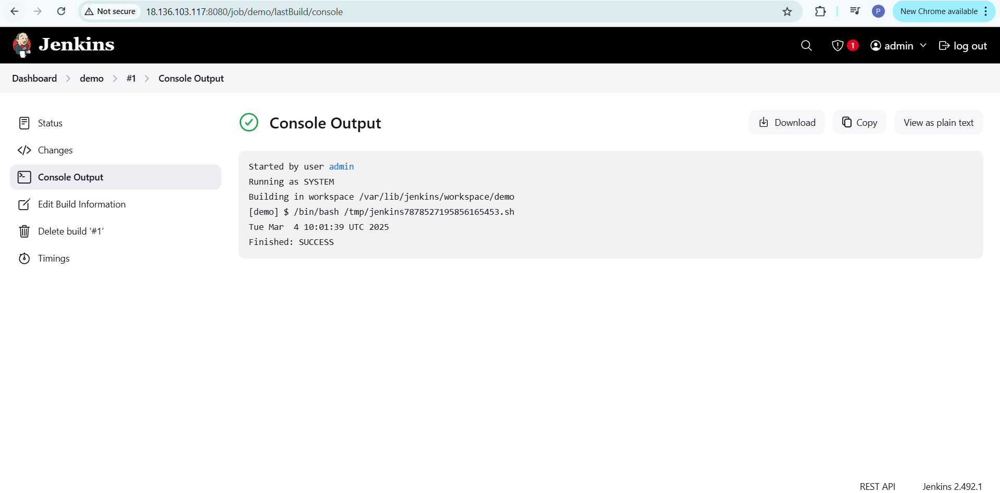 Not secure 18.136.103.117:8080/job/demo/lastBuild/console P New Chrome available
Jenkins 1 admin log out
Dashboard demo #1 Console Output
Status
Changes
Console Output
Edit Build Information
Delete build ‘#1’
Timings
Console Output Download Copy View as plain text
Started by user admin
Running as SYSTEM
Building in workspace /var/lib/jenkins/workspace/demo
[demo] $ /bin/bash /tmp/jenkins7878527195856165453.sh
Tue Mar  4 10:01:39 UTC 2025
Finished: SUCCESS
REST API Jenkins 2.492.1